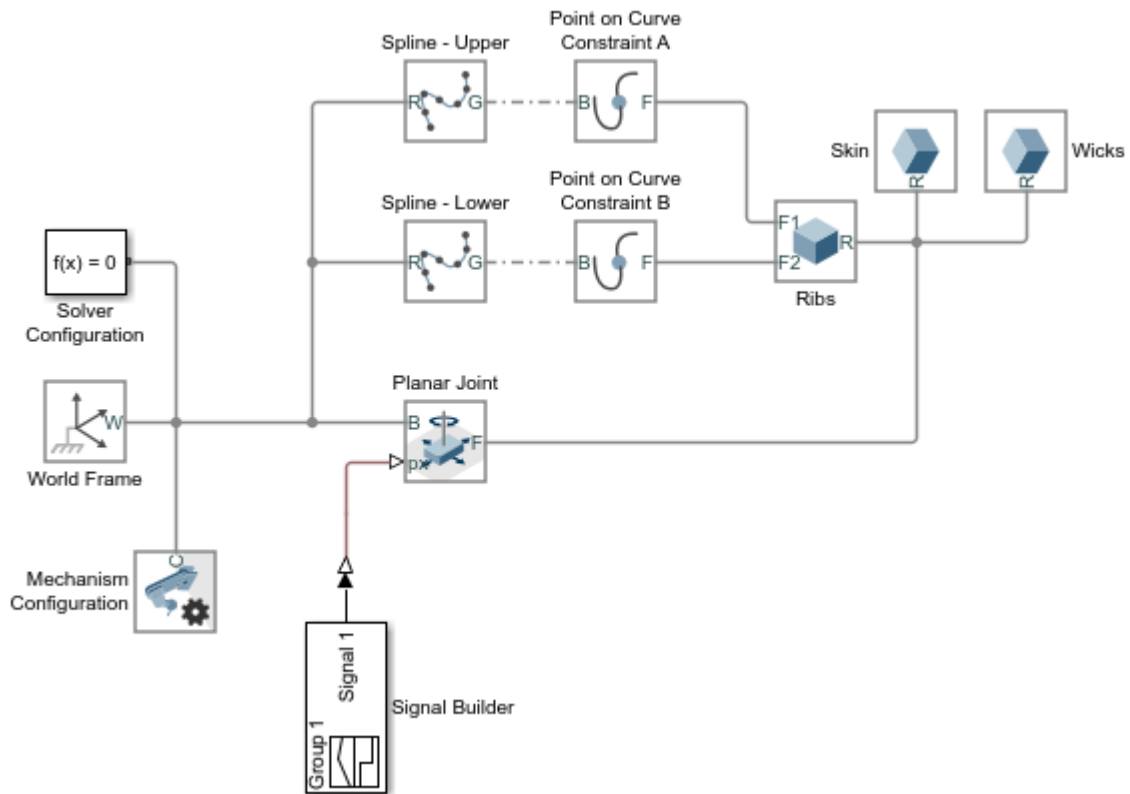 Point on Curve
Constraint A
Spline - Upper
R
G
B
F
Skin
R
Wicks
R
Point on Curve
Constraint B
Spline - Lower
R
G
B
F
F1
F2
R
Ribs
f(x) = 0
Solver
Configuration
Planar Joint
B
F
px
W
World Frame
C
Mechanism
Configuration
Signal 1
Group 1
Signal Builder